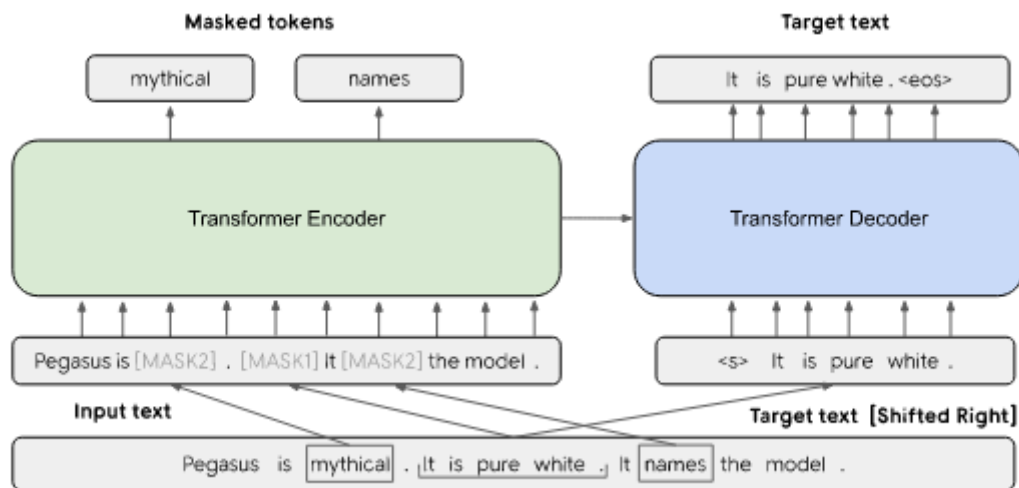 Masked tokens Target text
mythical names It is pure white . <eos>
Transformer Encoder Transformer Decoder
Pegasus is [MASK2] . [MASK1] It [MASK2] the model . <s> It is pure white .
Input text Target text [Shifted Right]
Pegasus is mythical . It is pure white . It names the model .